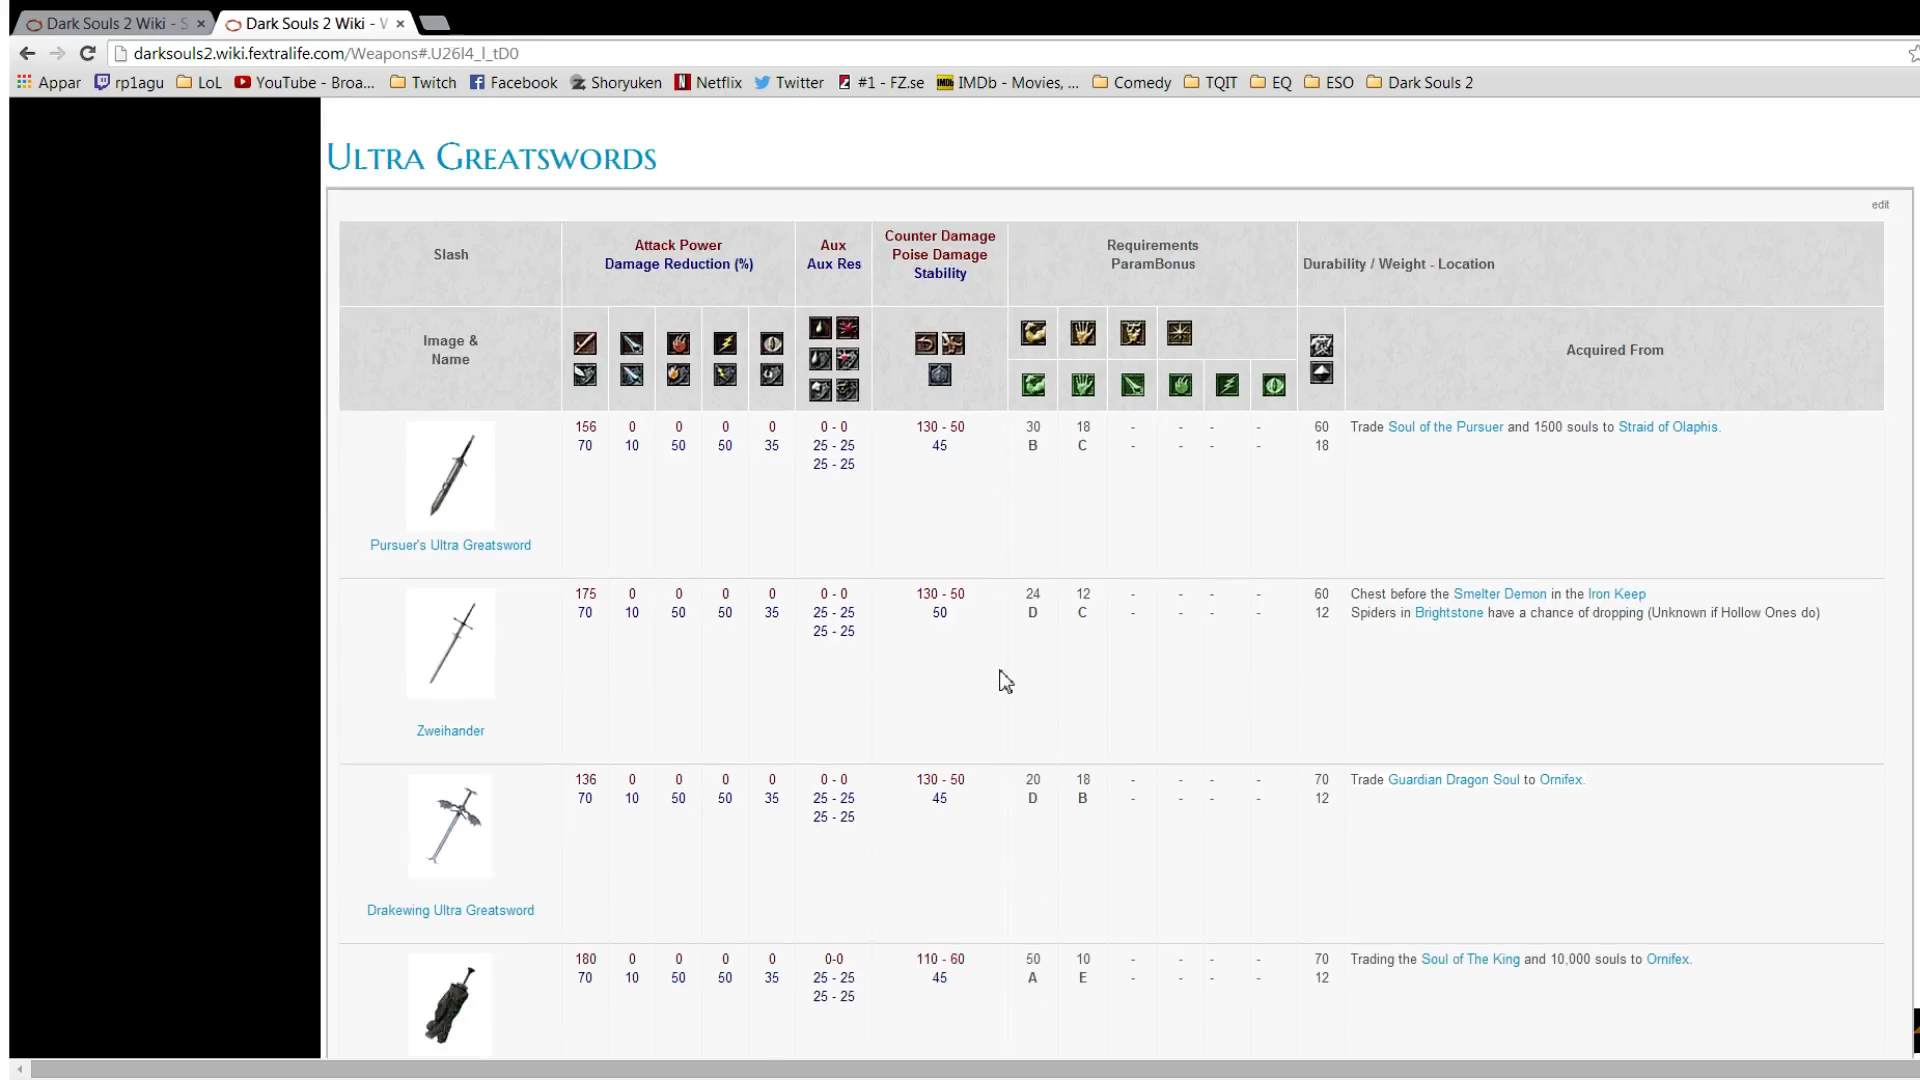 Dark Souls 2 Wiki - S
Dark Souls 2 Wiki - W
darksouls2.wiki.fextralife.com/Weapons#.U26l4_l_tD0
Appar rp1agu LoL YouTube - Broa... Twitch Facebook Shoryuken Netflix Twitter #1 - FZ.se IMDb - Movies, ... Comedy TQIT EQ ESO Dark Souls 2
Ultra Greatswords
edit
Slash
Attack Power
Damage Reduction (%)
Aux
Aux Res
Counter Damage
Poise Damage
Stability
Requirements
ParamBonus
Durability / Weight - Location
Image &
Name
Acquired From
156 0 0 0 0 0 - 0 130 - 50 30 18 - - - - 60 Trade Soul of the Pursuer and 1500 souls to Straid of Olaphis.
70 10 50 50 35 25 - 25 45 B C - - - - 18
25 - 25
Pursuer's Ultra Greatsword
175 0 0 0 0 0 - 0 130 - 50 24 12 - - - - 60 Chest before the Smelter Demon in the Iron Keep
70 10 50 50 35 25 - 25 50 D C - - - - 12 Spiders in Brightstone have a chance of dropping (Unknown if Hollow Ones do)
25 - 25
Zweihander
136 0 0 0 0 0 - 0 130 - 50 20 18 - - - - 70 Trade Guardian Dragon Soul to Ornifex.
70 10 50 50 35 25 - 25 45 D B - - - - 12
25 - 25
Drakewing Ultra Greatsword
180 0 0 0 0 0-0 110 - 60 50 10 - - - - 70 Trading the Soul of The King and 10,000 souls to Ornifex.
70 10 50 50 35 25 - 25 45 A E - - - - 12
25 - 25